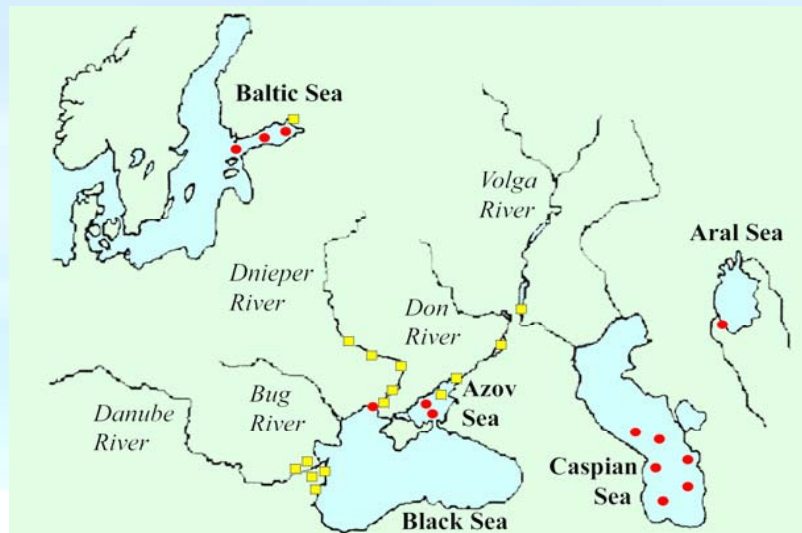 Baltic Sea
Volga
River
Aral Sea
Dnieper
River
Don
River
Azov
Sea
Bug
River
Danube
River
Caspian
Sea
Black Sea